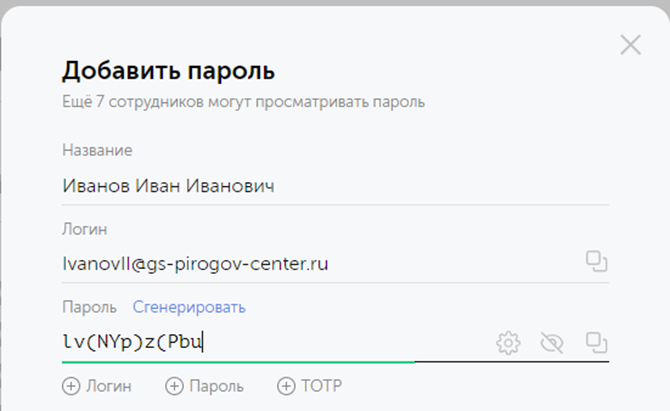 Добавить пароль
Ещё 7 сотрудников могут просматривать пароль
Название
Иванов Иван Иванович
Логин
IvanovII@gs-pirogov-center.ru
Пароль Сгенерировать
lv(NYp)z(Pbu
Логин Пароль TOTP